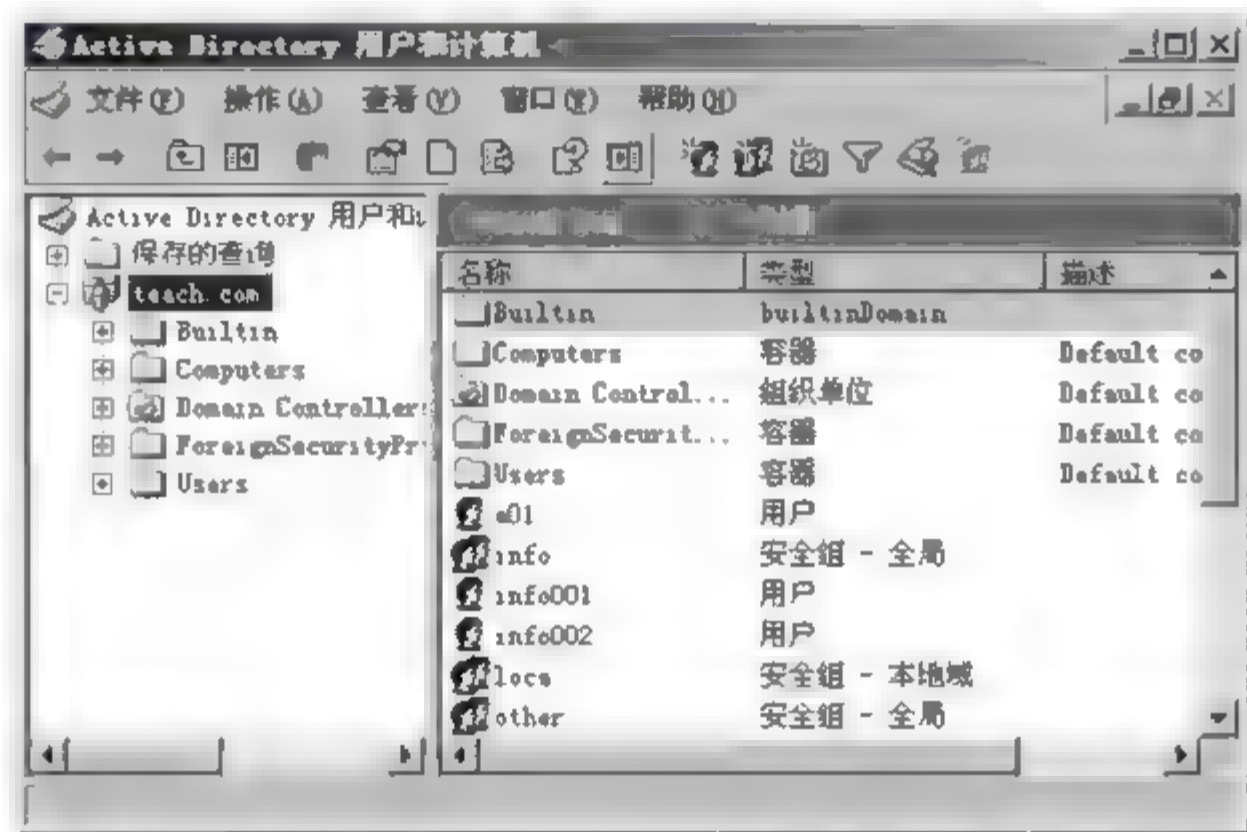 Active Directory 用户和计算机
文件(F) 操作(A) 查看(V) 窗口(W) 帮助(H)
Active Directory 用户和
保存的查询
teach.com
Builtin
Computers
Domain Controller
ForeignSecurityPr
Users
名称 类型 描述
Builtin builtinDomain
Computers 容器 Default co
Domain Control... 组织单位 Default co
ForeignSecurit... 容器 Default co
Users 容器 Default co
用户
info 安全组 - 全局
info001 用户
info002 用户
loca 安全组 - 本地域
other 安全组 - 全局